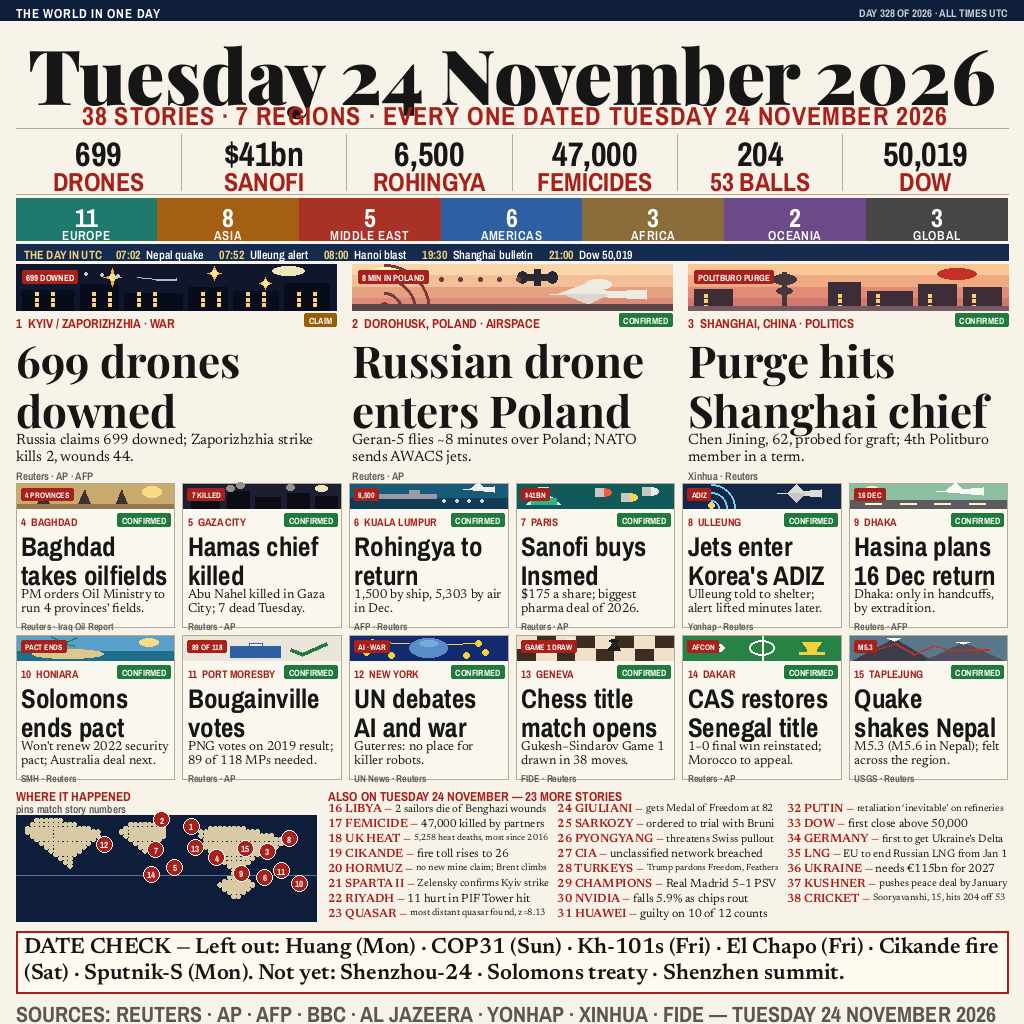 THE WORLD IN ONE DAY
DAY 328 OF 2026 · ALL TIMES UTC
Tuesday 24 November 2026
38 STORIES · 7 REGIONS · EVERY ONE DATED TUESDAY 24 NOVEMBER 2026
699 DRONES
$41bn SANOFI
6,500 ROHINGYA
47,000 FEMICIDES
204 53 BALLS
50,019 DOW
11 EUROPE
8 ASIA
5 MIDDLE EAST
6 AMERICAS
3 AFRICA
2 OCEANIA
3 GLOBAL
THE DAY IN UTC 07:02 Nepal quake 07:52 Ulleung alert 08:00 Hanoi blast 19:30 Shanghai bulletin 21:00 Dow 50,019
699 DOWNED
1 KYIV / ZAPORIZHZHIA · WAR
CLAIM
699 drones
downed
Russia claims 699 downed; Zaporizhzhia strike
kills 2, wounds 44.
Reuters · AP · AFP
8 MIN IN POLAND
2 DOROHUSK, POLAND · AIRSPACE
CONFIRMED
Russian drone
enters Poland
Geran-5 flies ~8 minutes over Poland; NATO
sends AWACS jets.
Reuters · AP
POLITBURO PURGE
3 SHANGHAI, CHINA · POLITICS
CONFIRMED
Purge hits
Shanghai chief
Chen Jining, 62, probed for graft; 4th Politburo
member in a term.
Xinhua · Reuters
4 PROVINCES
4 BAGHDAD
CONFIRMED
Baghdad
takes oilfields
PM orders Oil Ministry to
run 4 provinces' fields.
Reuters · Iraq Oil Report
7 KILLED
5 GAZA CITY
CONFIRMED
Hamas chief
killed
Abu Nahel killed in Gaza
City; 7 dead Tuesday.
Reuters · AP
6,500
6 KUALA LUMPUR
CONFIRMED
Rohingya to
return
1,500 by ship, 5,303 by air
in Dec.
AFP · Reuters
$41BN
7 PARIS
CONFIRMED
Sanofi buys
Insmed
$175 a share; biggest
pharma deal of 2026.
Reuters · AP
ADIZ
8 ULLEUNG
CONFIRMED
Jets enter
Korea's ADIZ
Ulleung told to shelter;
alert lifted minutes later.
Yonhap · Reuters
16 DEC
9 DHAKA
CONFIRMED
Hasina plans
16 Dec return
Dhaka: only in handcuffs,
by extradition.
Reuters · AFP
PACT ENDS
10 HONIARA
CONFIRMED
Solomons
ends pact
Won't renew 2022 security
pact; Australia deal next.
SMH · Reuters
89 OF 118
11 PORT MORESBY
CONFIRMED
Bougainville
votes
PNG votes on 2019 result;
89 of 118 MPs needed.
Reuters · AP
AI · WAR
12 NEW YORK
CONFIRMED
UN debates
AI and war
Guterres: no place for
killer robots.
UN News · Reuters
GAME 1 DRAW
13 GENEVA
CONFIRMED
Chess title
match opens
Gukesh–Sindarov Game 1
drawn in 38 moves.
FIDE · Reuters
AFCON
14 DAKAR
CONFIRMED
CAS restores
Senegal title
1–0 final win reinstated;
Morocco to appeal.
Reuters · AP
M5.3
15 TAPLEJUNG
CONFIRMED
Quake
shakes Nepal
M5.3 (M5.6 in Nepal); felt
across the region.
USGS · Reuters
WHERE IT HAPPENED
pins match story numbers
2
1
12
7
13
4
15
3
8
14
5
9
6
11
10
ALSO ON TUESDAY 24 NOVEMBER — 23 MORE STORIES
16 LIBYA — 2 sailors die of Benghazi wounds
17 FEMICIDE — 47,000 killed by partners
18 UK HEAT — 5,258 heat deaths, most since 2016
19 CIKANDE — fire toll rises to 26
20 HORMUZ — no new mine claim; Brent climbs
21 SPARTA II — Zelensky confirms Kyiv strike
22 RIYADH — 11 hurt in PIF Tower hit
23 QUASAR — most distant quasar found, z=8.13
24 GIULIANI — gets Medal of Freedom at 82
25 SARKOZY — ordered to trial with Bruni
26 PYONGYANG — threatens Swiss pullout
27 CIA — unclassified network breached
28 TURKEYS — Trump pardons Freedom, Feathers
29 CHAMPIONS — Real Madrid 5–1 PSV
30 NVIDIA — falls 5.9% as chips rout
31 HUAWEI — guilty on 10 of 12 counts
32 PUTIN — retaliation 'inevitable' on refineries
33 DOW — first close above 50,000
34 GERMANY — first to get Ukraine's Delta
35 LNG — EU to end Russian LNG from Jan 1
36 UKRAINE — needs €115bn for 2027
37 KUSHNER — pushes peace deal by January
38 CRICKET — Sooryavanshi, 15, hits 204 off 53
DATE CHECK — Left out: Huang (Mon) · COP31 (Sun) · Kh-101s (Fri) · El Chapo (Fri) · Cikande fire
(Sat) · Sputnik-S (Mon). Not yet: Shenzhou-24 · Solomons treaty · Shenzhen summit.
SOURCES: REUTERS · AP · AFP · BBC · AL JAZEERA · YONHAP · XINHUA · FIDE — TUESDAY 24 NOVEMBER 2026